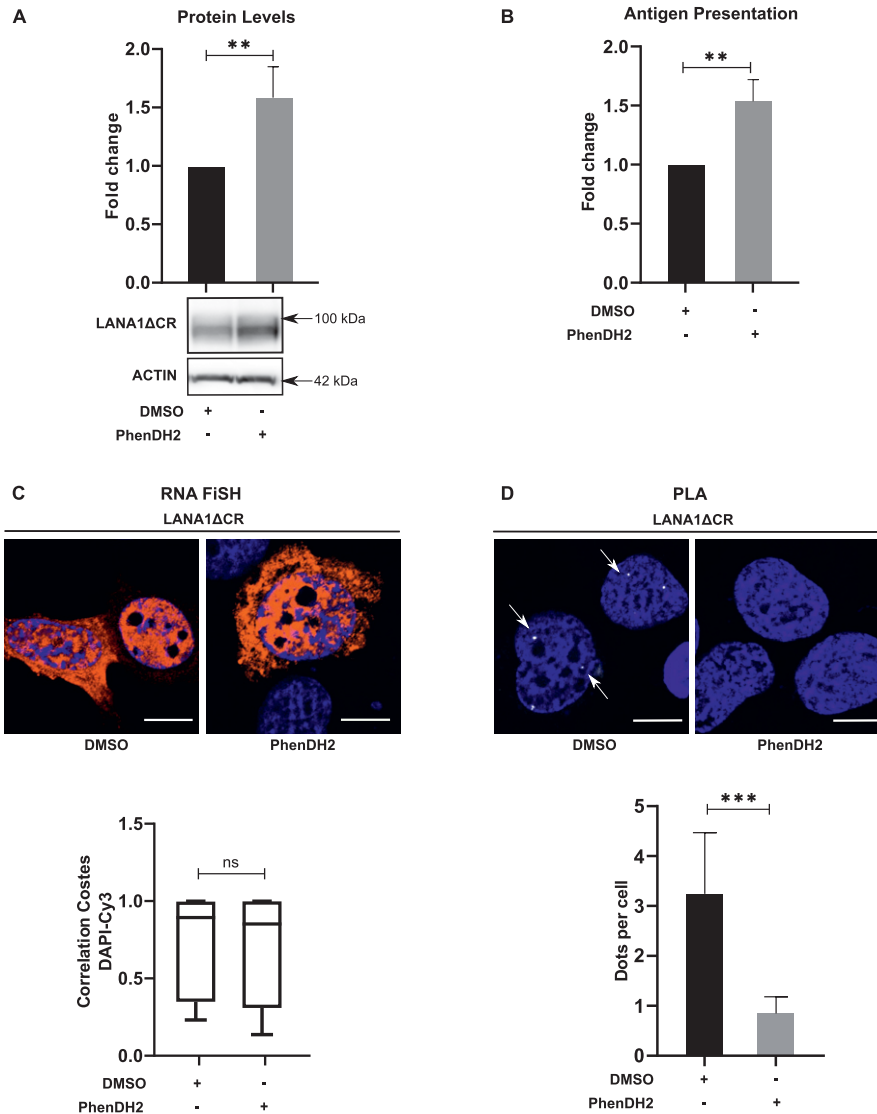 A
Protein Levels
**
2.0
1.5
1.0
0.5
0.0
Fold change
LANA1ΔCR
100 kDa
ACTIN
42 kDa
DMSO + -
PhenDH2 - +
B
Antigen Presentation
**
2.0
1.5
1.0
0.5
0.0
Fold change
DMSO + -
PhenDH2 - +
C
RNA FiSH
LANA1ΔCR
DMSO
PhenDH2
1.5
1.0
0.5
0.0
Correlation Costes
DAPI-Cy3
ns
DMSO + -
PhenDH2 - +
D
PLA
LANA1ΔCR
DMSO
PhenDH2
5
4
3
2
1
0
Dots per cell
***
DMSO + -
PhenDH2 - +